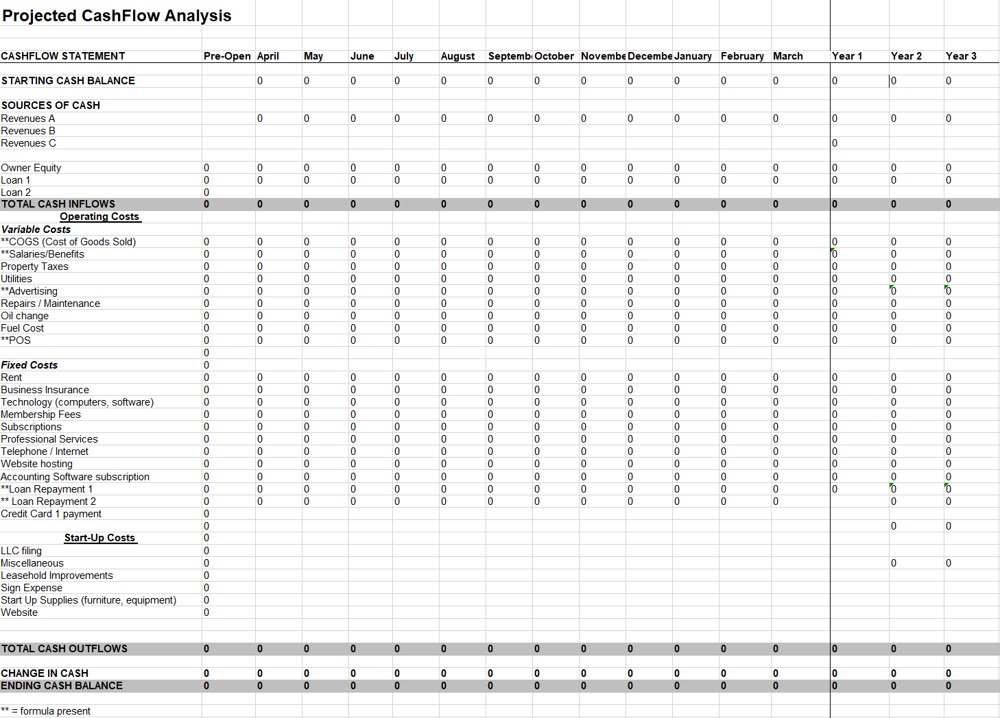 Projected CashFlow Analysis
CASHFLOW STATEMENT Pre-Open April May June July August Septemb October Novembe Decembe January February March Year 1 Year 2 Year 3
STARTING CASH BALANCE 0 0 0 0 0 0 0 0 0 0 0 0 0 0 0
SOURCES OF CASH
Revenues A 0 0 0 0 0 0 0 0 0 0 0 0 0 0 0
Revenues B
Revenues C 0
Owner Equity 0 0 0 0 0 0 0 0 0 0 0 0 0 0 0 0
Loan 1 0 0 0 0 0 0 0 0 0 0 0 0 0 0 0 0
Loan 2 0
TOTAL CASH INFLOWS 0 0 0 0 0 0 0 0 0 0 0 0 0 0 0 0
Operating Costs
Variable Costs
**COGS (Cost of Goods Sold) 0 0 0 0 0 0 0 0 0 0 0 0 0 0 0 0
**Salaries/Benefits 0 0 0 0 0 0 0 0 0 0 0 0 0 0 0 0
Property Taxes 0 0 0 0 0 0 0 0 0 0 0 0 0 0 0 0
Utilities 0 0 0 0 0 0 0 0 0 0 0 0 0 0 0 0
**Advertising 0 0 0 0 0 0 0 0 0 0 0 0 0 0 0 0
Repairs / Maintenance 0 0 0 0 0 0 0 0 0 0 0 0 0 0 0 0
Oil change 0 0 0 0 0 0 0 0 0 0 0 0 0 0 0 0
Fuel Cost 0 0 0 0 0 0 0 0 0 0 0 0 0 0 0 0
**POS 0 0 0 0 0 0 0 0 0 0 0 0 0 0 0 0
0
Fixed Costs 0
Rent 0 0 0 0 0 0 0 0 0 0 0 0 0 0 0 0
Business Insurance 0 0 0 0 0 0 0 0 0 0 0 0 0 0 0 0
Technology (computers, software) 0 0 0 0 0 0 0 0 0 0 0 0 0 0 0 0
Membership Fees 0 0 0 0 0 0 0 0 0 0 0 0 0 0 0 0
Subscriptions 0 0 0 0 0 0 0 0 0 0 0 0 0 0 0 0
Professional Services 0 0 0 0 0 0 0 0 0 0 0 0 0 0 0 0
Telephone / Internet 0 0 0 0 0 0 0 0 0 0 0 0 0 0 0 0
Website hosting 0 0 0 0 0 0 0 0 0 0 0 0 0 0 0 0
Accounting Software subscription 0 0 0 0 0 0 0 0 0 0 0 0 0 0 0 0
**Loan Repayment 1 0 0 0 0 0 0 0 0 0 0 0 0 0 0 0 0
** Loan Repayment 2 0 0 0 0 0 0 0 0 0 0 0 0 0 0 0
Credit Card 1 payment 0
0 0 0
Start-Up Costs 0
LLC filing 0
Miscellaneous 0 0 0
Leasehold Improvements 0
Sign Expense 0
Start Up Supplies (furniture, equipment) 0
Website 0
TOTAL CASH OUTFLOWS 0 0 0 0 0 0 0 0 0 0 0 0 0 0 0 0
CHANGE IN CASH 0 0 0 0 0 0 0 0 0 0 0 0 0 0 0 0
ENDING CASH BALANCE 0 0 0 0 0 0 0 0 0 0 0 0 0 0 0 0
** = formula present